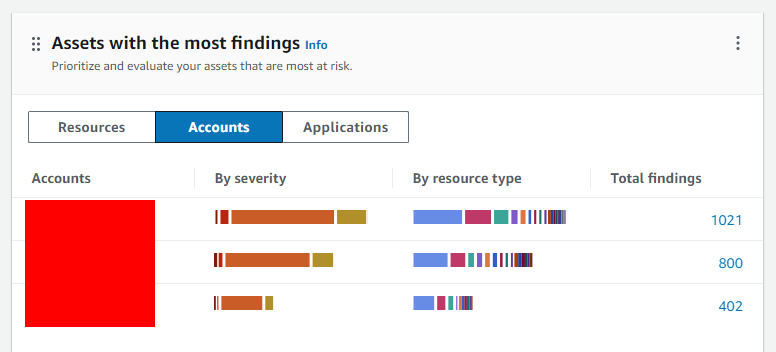 Assets with the most findings Info
Prioritize and evaluate your assets that are most at risk.
Resources Accounts Applications
Accounts By severity By resource type Total findings
1021
800
402